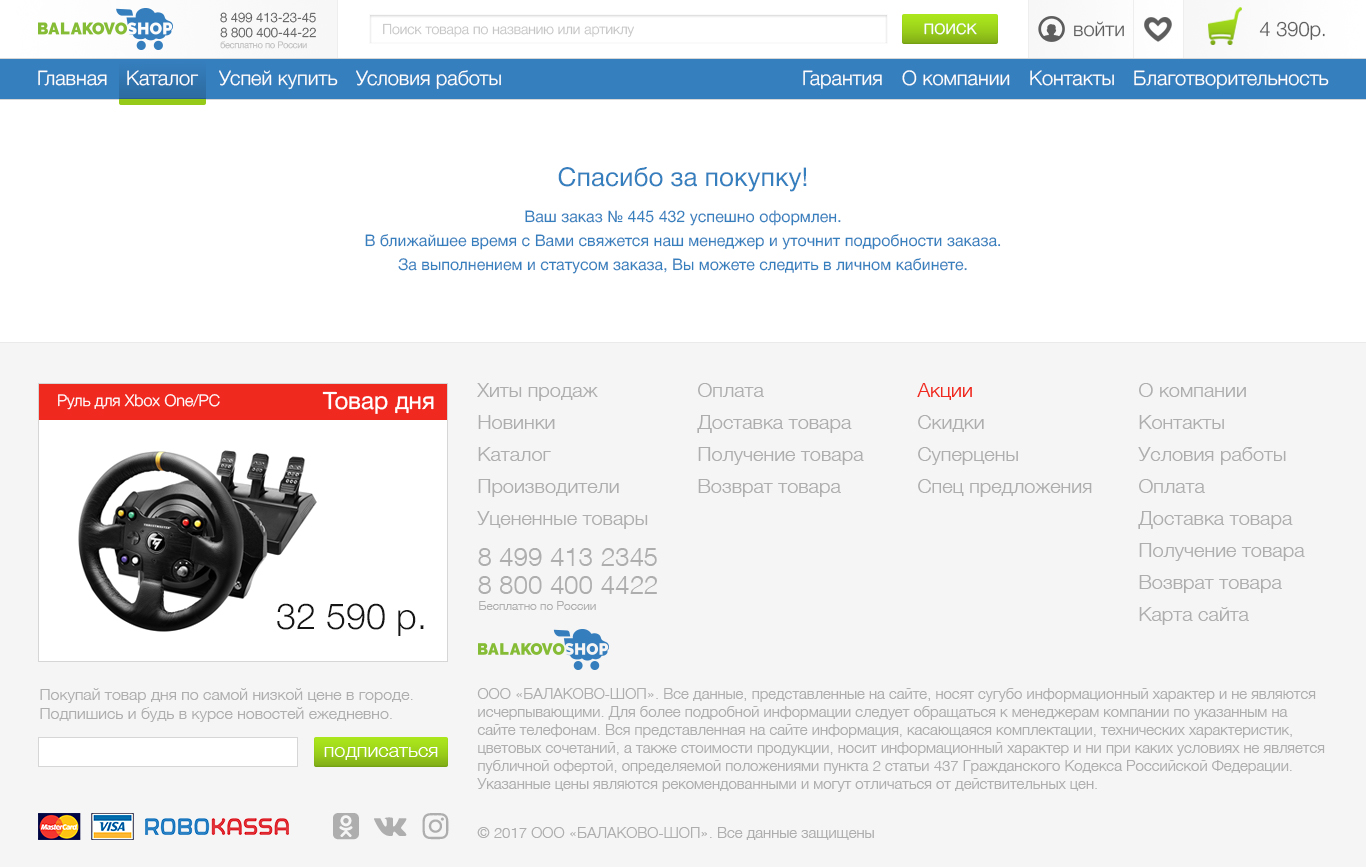 BALAKOVOSHOP
8 499 413-23-45
8 800 400-44-22
бесплатно по России
Поиск товара по названию или артиклу
ПОИСК
войти
4 390р.
Главная
Каталог
Успей купить
Условия работы
Гарантия
О компании
Контакты
Благотворительность
Спасибо за покупку!
Ваш заказ № 445 432 успешно оформлен.
В ближайшее время с Вами свяжется наш менеджер и уточнит подробности заказа.
За выполнением и статусом заказа, Вы можете следить в личном кабинете.
Руль для Xbox One/PC
Товар дня
THRUSTMASTER
32 590 р.
Покупай товар дня по самой низкой цене в городе.
Подпишись и будь в курсе новостей ежедневно.
ПОДПИСАТЬСЯ
MasterCard
VISA
ROBOKASSA
Хиты продаж
Новинки
Каталог
Производители
Уцененные товары
8 499 413 2345
8 800 400 4422
Бесплатно по России
Оплата
Доставка товара
Получение товара
Возврат товара
Акции
Скидки
Суперцены
Спец предложения
О компании
Контакты
Условия работы
Оплата
Доставка товара
Получение товара
Возврат товара
Карта сайта
BALAKOVOSHOP
ООО «БАЛАКОВО-ШОП». Все данные, представленные на сайте, носят сугубо информационный характер и не являются
исчерпывающими. Для более подробной информации следует обращаться к менеджерам компании по указанным на
сайте телефонам. Вся представленная на сайте информация, касающаяся комплектации, технических характеристик,
цветовых сочетаний, а также стоимости продукции, носит информационный характер и ни при каких условиях не является
публичной офертой, определяемой положениями пункта 2 статьи 437 Гражданского Кодекса Российской Федерации.
Указанные цены являются рекомендованными и могут отличаться от действительных цен.
© 2017 ООО «БАЛАКОВО-ШОП». Все данные защищены